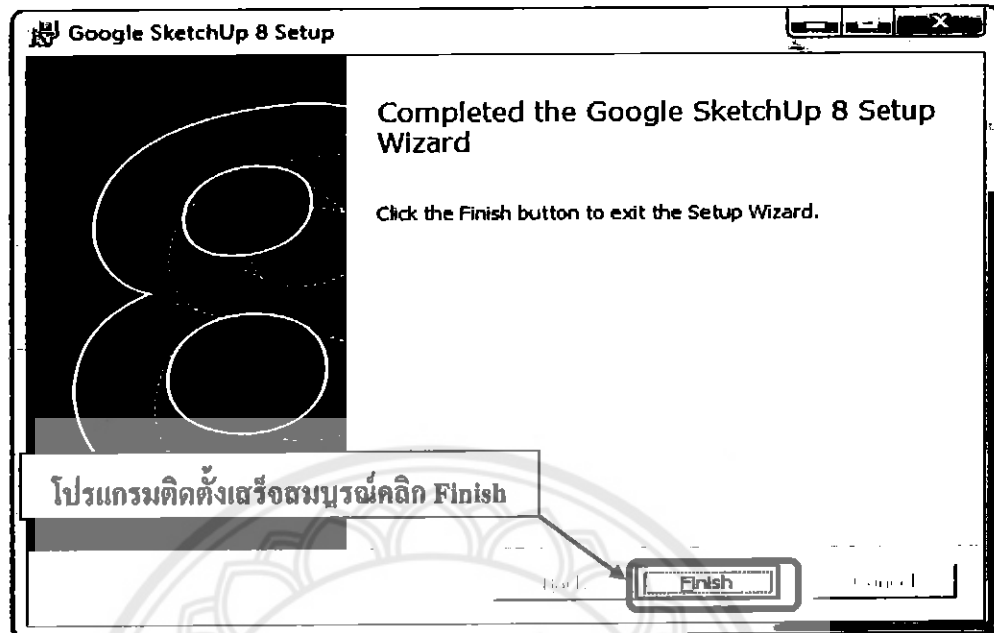 Google SketchUp 8 Setup
Completed the Google SketchUp 8 Setup
Wizard
Click the Finish button to exit the Setup Wizard.
โปรแกรมติดตั้งเสร็จสมบูรณ์คลิก Finish
Finish
Cancel